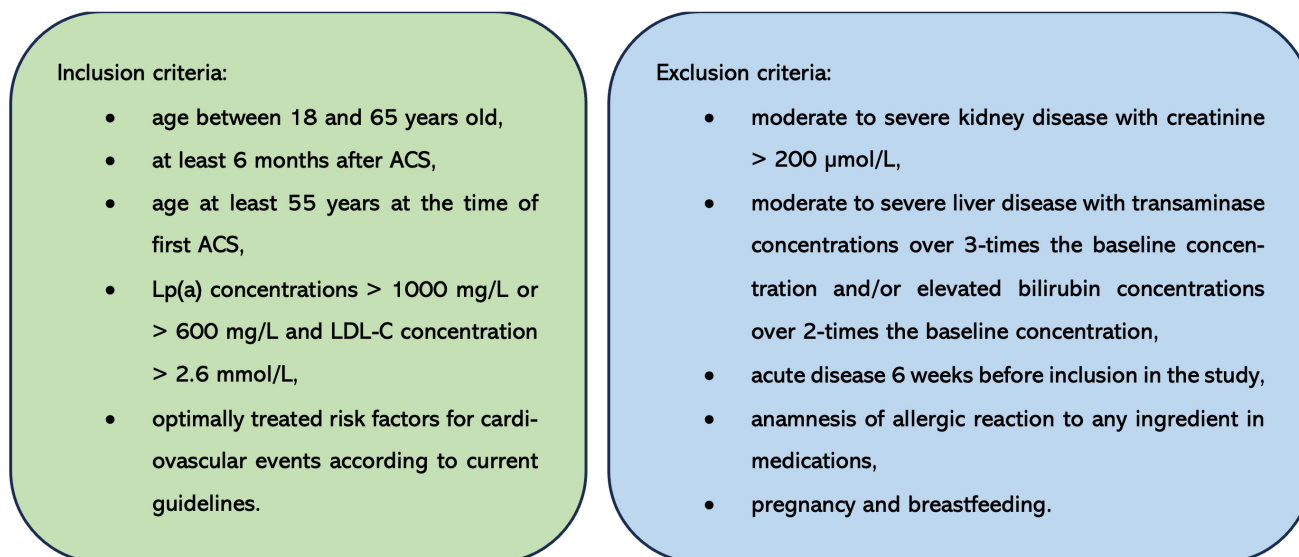 Inclusion criteria:
• age between 18 and 65 years old,
• at least 6 months after ACS,
• age at least 55 years at the time of
first ACS,
• Lp(a) concentrations > 1000 mg/L or
> 600 mg/L and LDL-C concentration
> 2.6 mmol/L,
• optimally treated risk factors for cardi-
ovascular events according to current
guidelines.
Exclusion criteria:
• moderate to severe kidney disease with creatinine
> 200 μmol/L,
• moderate to severe liver disease with transaminase
concentrations over 3-times the baseline concen-
tration and/or elevated bilirubin concentrations
over 2-times the baseline concentration,
• acute disease 6 weeks before inclusion in the study,
• anamnesis of allergic reaction to any ingredient in
medications,
• pregnancy and breastfeeding.